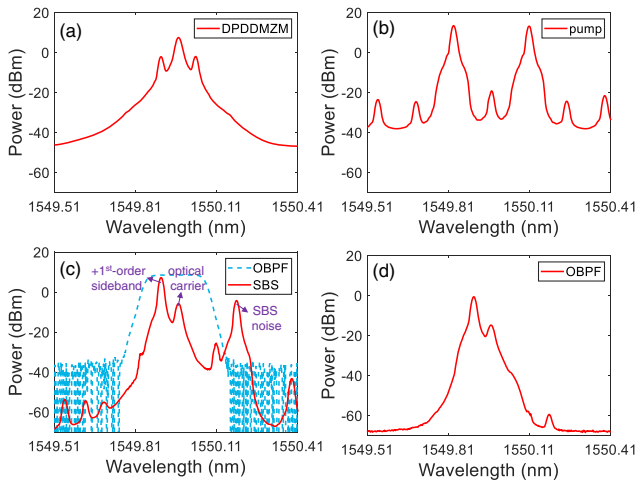 (a)
DPDDMZM
20
0
-20
-40
-60
Power (dBm)
1549.51 1549.81 1550.11 1550.41
Wavelength (nm)
(b)
pump
20
0
-20
-40
-60
Power (dBm)
1549.51 1549.81 1550.11 1550.41
Wavelength (nm)
(c)
+1st-order
sideband
optical
carrier
OBPF
SBS
SBS
noise
20
0
-20
-40
-60
Power (dBm)
1549.51 1549.81 1550.11 1550.41
Wavelength (nm)
(d)
OBPF
20
0
-20
-40
-60
Power (dBm)
1549.51 1549.81 1550.11 1550.41
Wavelength (nm)